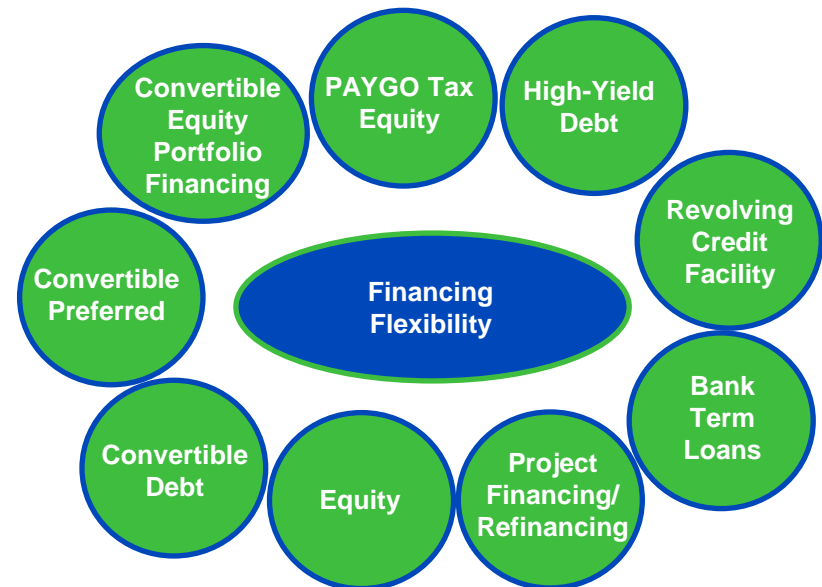 Convertible
Equity
Portfolio
Financing
PAYGO Tax
Equity
High-Yield
Debt
Revolving
Credit
Facility
Bank
Term
Loans
Project
Financing/
Refinancing
Equity
Convertible
Debt
Convertible
Preferred
Financing
Flexibility